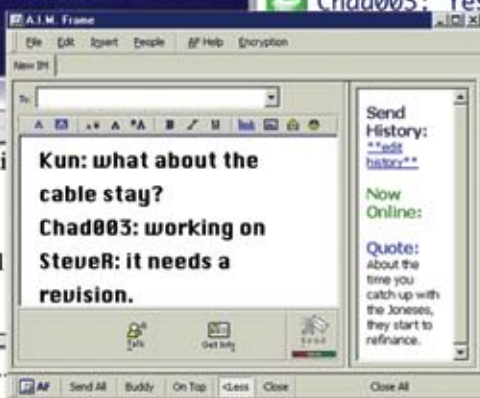 Chad003: Yes
A.I.M. Frame
File Edit Insert People AF Help Encryption
New IM
To:
A A A A A B I U link
Kun: what about the
cable stay?
Chad003: working on
SteveR: it needs a
revision.
Talk Get Info Send
Send
History:
**edit
history**
Now
Online:
Quote:
About the
time you
catch up with
the Joneses,
they start to
refinance.
AF Send All Buddy On Top <Less Close Close All